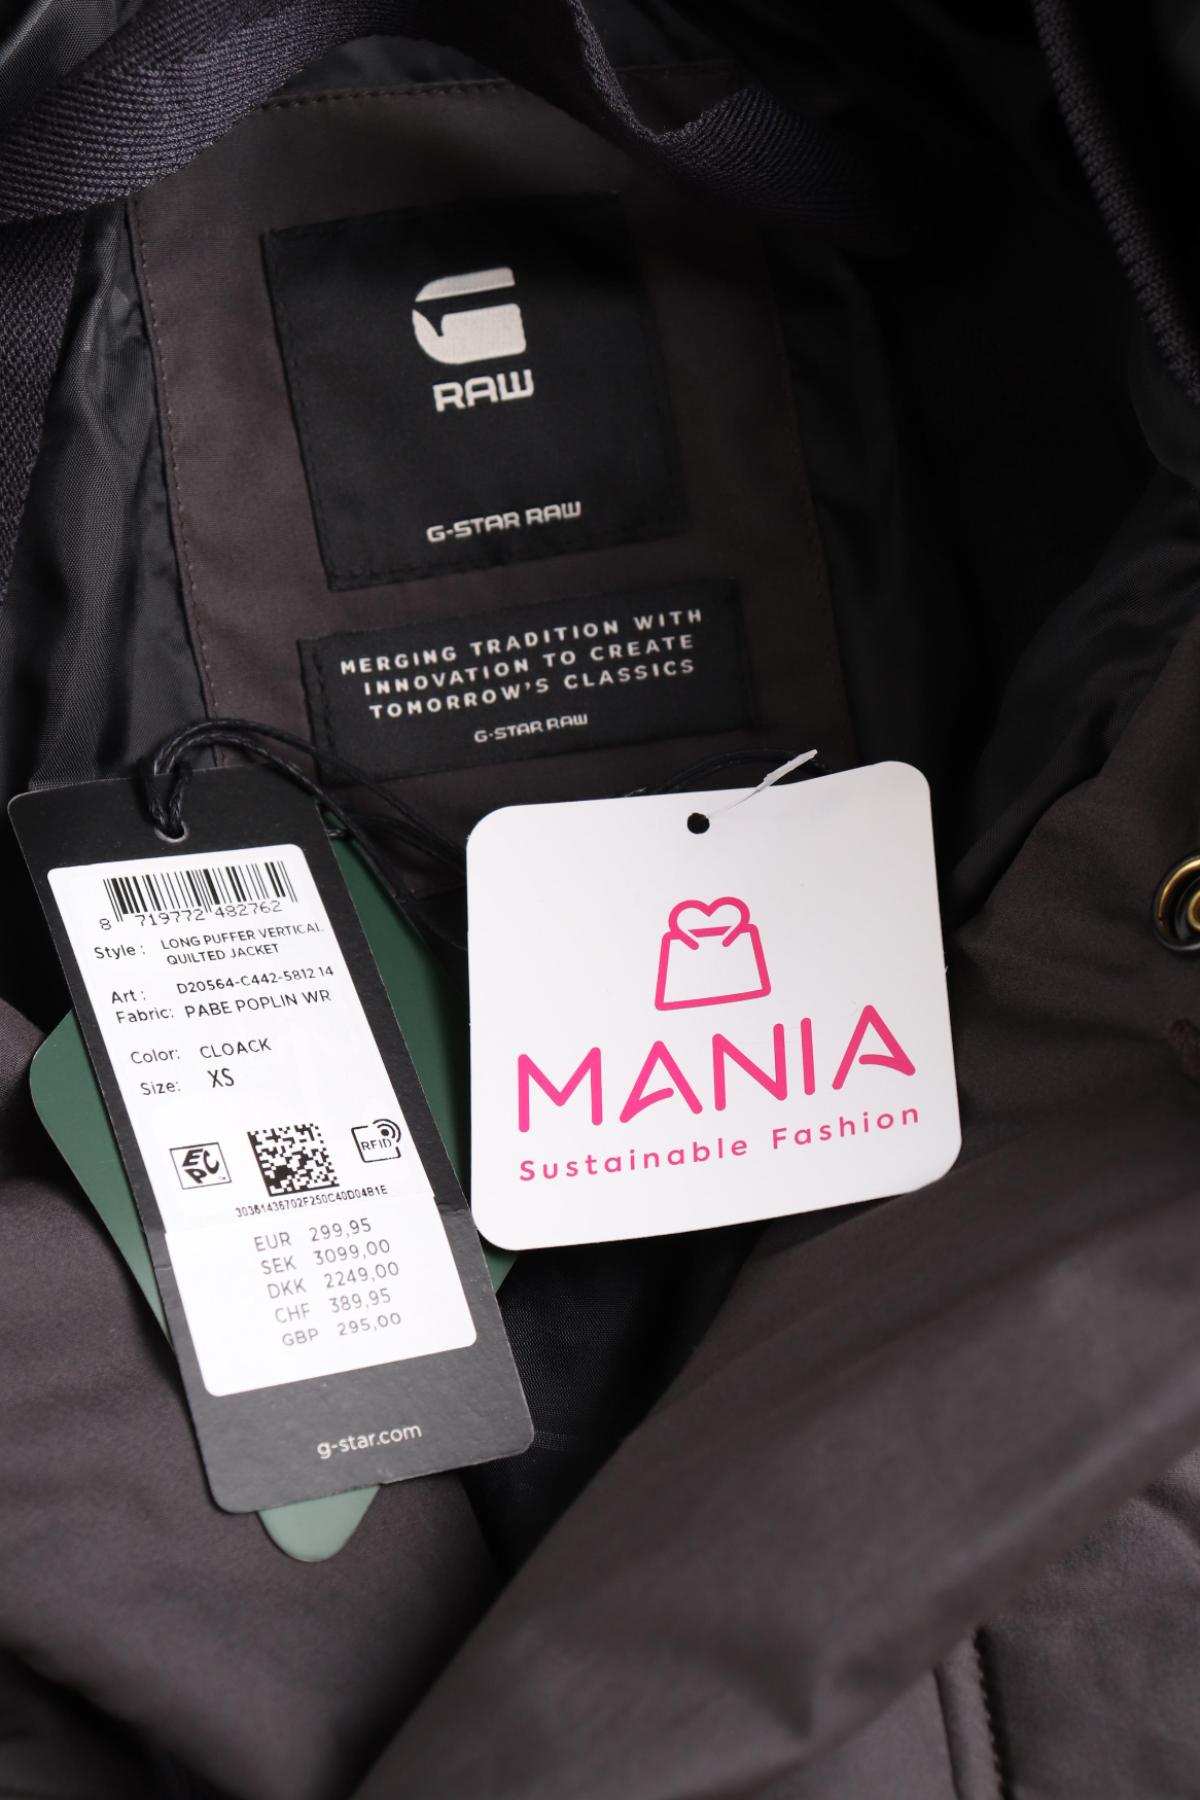 RAW
G-STAR RAW
MERGING TRADITION WITH
INNOVATION TO CREATE
TOMORROW'S CLASSICS
G-STAR RAW
8 719772 482762
Style: LONG PUFFER VERTICAL
QUILTED JACKET
Art: D20564-C442-5812 14
Fabric: PABE POPLIN WR
Color: CLOACK
Size: XS
EPC
RFID
30361436702F250C40D04B1E
EUR 299,95
SEK 3099,00
DKK 2249,00
CHF 389,95
GBP 295,00
g-star.com
MANIA
Sustainable Fashion